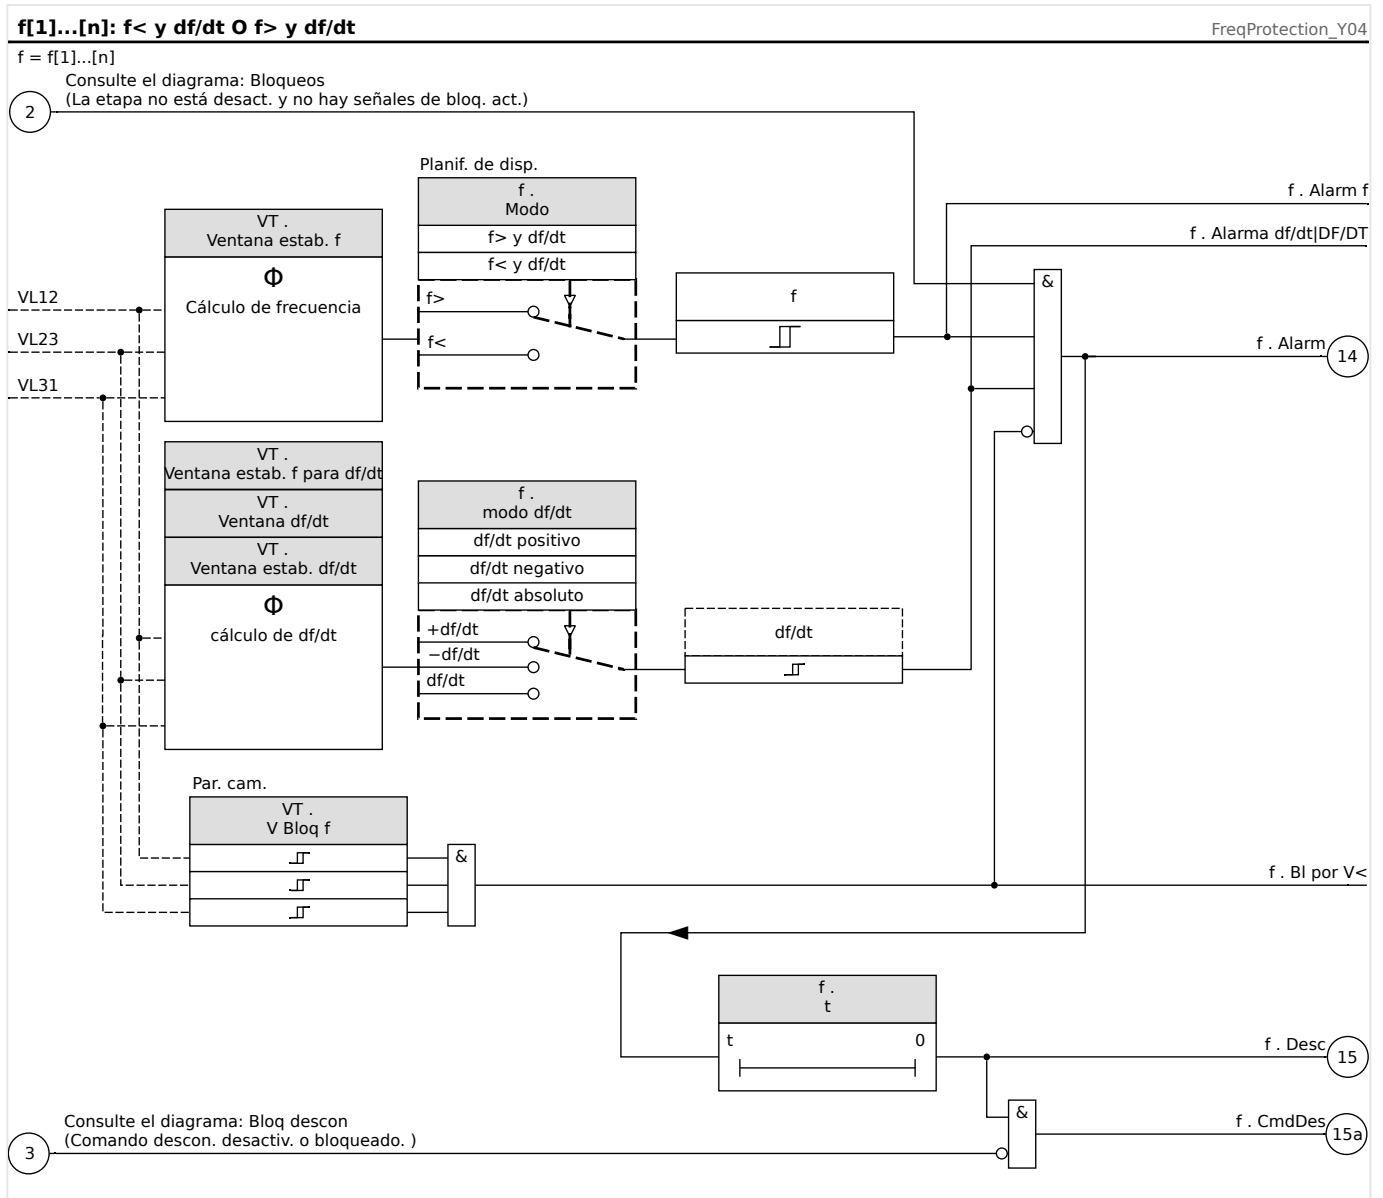 f[1]...[n]: f< y df/dt O f> y df/dt
FreqProtection_Y04
f = f[1]...[n]
Consulte el diagrama: Bloqueos
(La etapa no está desact. y no hay señales de bloq. act.)
2
Planif. de disp.
f .
Modo
f> y df/dt
f< y df/dt
f>
f<
VT .
Ventana estab. f
Φ
Cálculo de frecuencia
VL12
VL23
VL31
f
f . Alarm f
f . Alarma df/dt|DF/DT
&
f . Alarm
14
VT .
Ventana estab. f para df/dt
VT .
Ventana df/dt
VT .
Ventana estab. df/dt
Φ
cálculo de df/dt
f .
modo df/dt
df/dt positivo
df/dt negativo
df/dt absoluto
+df/dt
−df/dt
df/dt
df/dt
Par. cam.
VT .
V Bloq f
&
f . Bl por V<
f .
t
t 0
f . Desc
15
&
f . CmdDes
15a
Consulte el diagrama: Bloq descon
(Comando descon. desactiv. o bloqueado. )
3